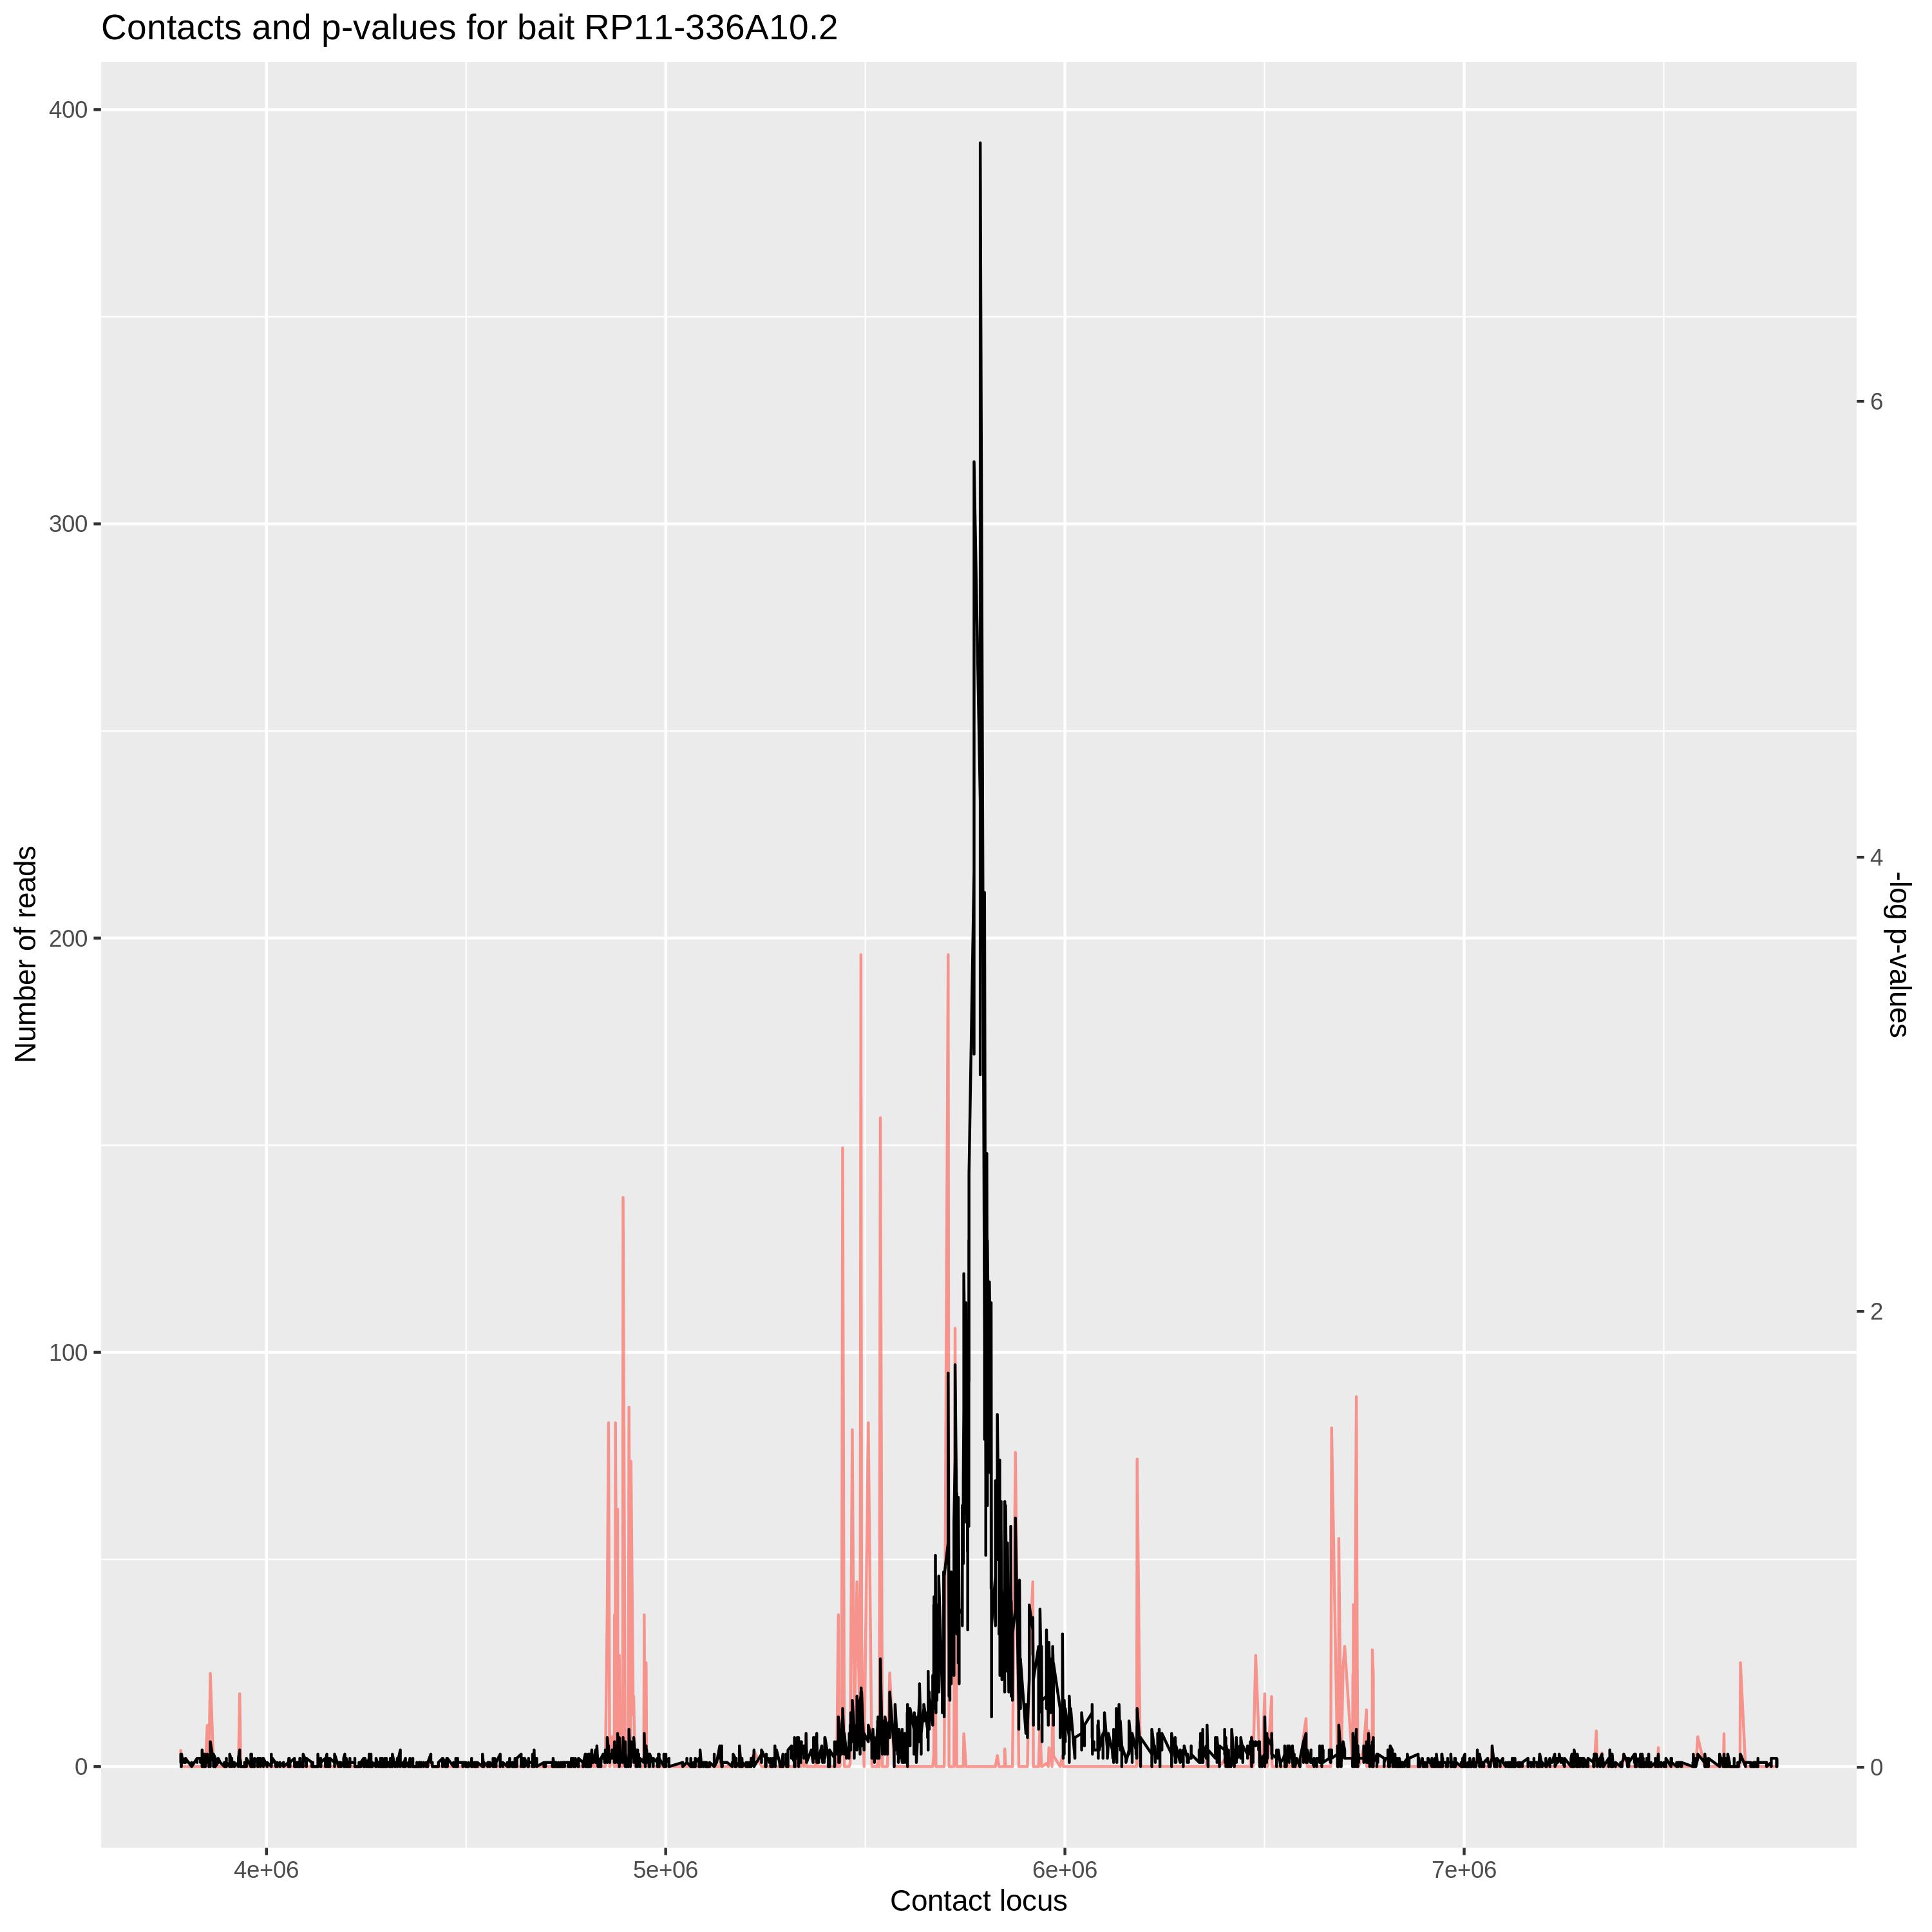 Contacts and p-values for bait RP11-336A10.2
400
300
200
100
0
Number of reads
6
4
2
0
-log p-values
4e+06
5e+06
6e+06
7e+06
Contact locus